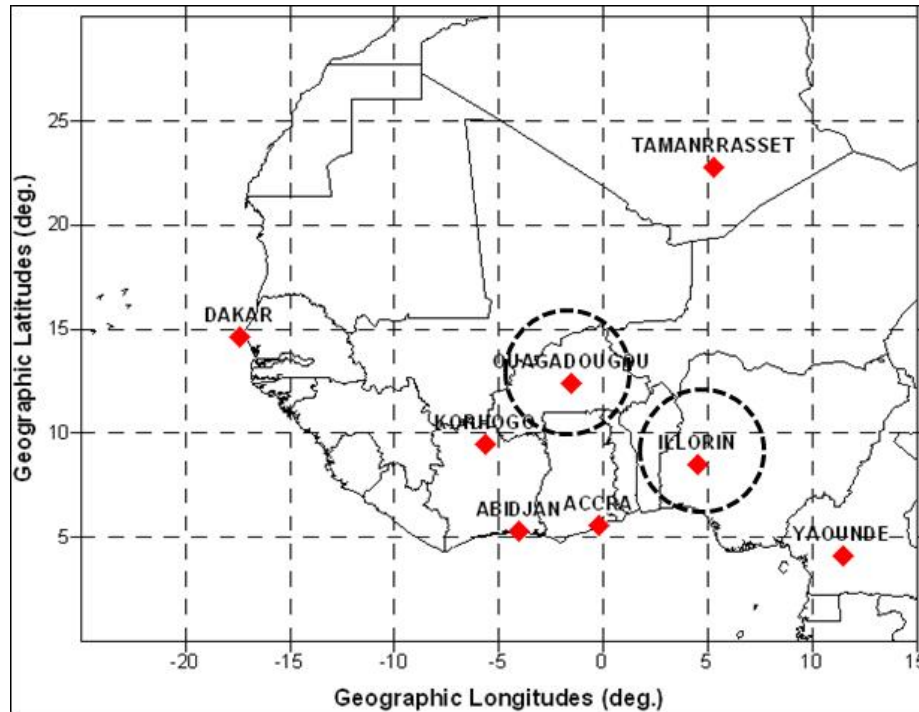 25
20
15
10
5
TAMANRRASSET
DAKAR
OUAGADOUGOU
KORHOGO
ILLORIN
ABIDJAN
ACCRA
YAOUNDE
-20
-15
-10
-5
0
5
10
15
Geographic Latitudes (deg.)
Geographic Longitudes (deg.)